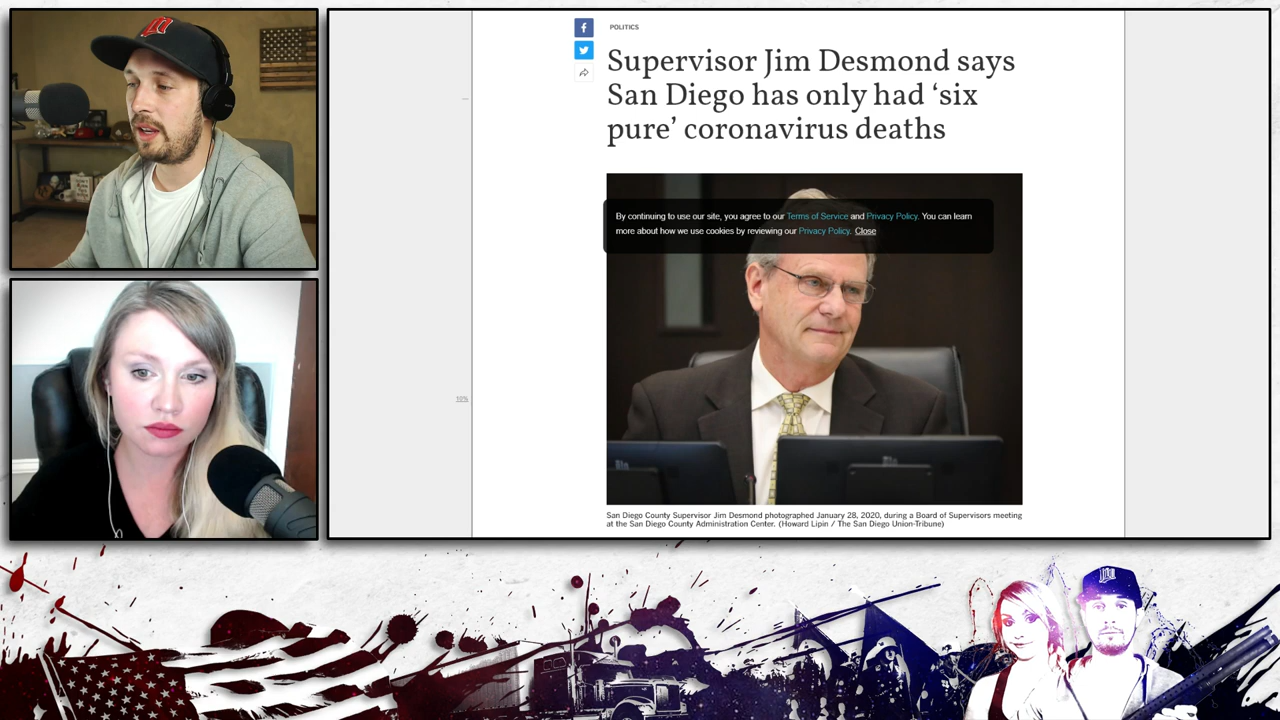 POLITICS
Supervisor Jim Desmond says
San Diego has only had ‘six
pure’ coronavirus deaths
By continuing to use our site, you agree to our Terms of Service and Privacy Policy. You can learn
more about how we use cookies by reviewing our Privacy Policy. Close
10%
San Diego County Supervisor Jim Desmond photographed January 28, 2020, during a Board of Supervisors meeting
at the San Diego County Administration Center. (Howard Lipin / The San Diego Union-Tribune)